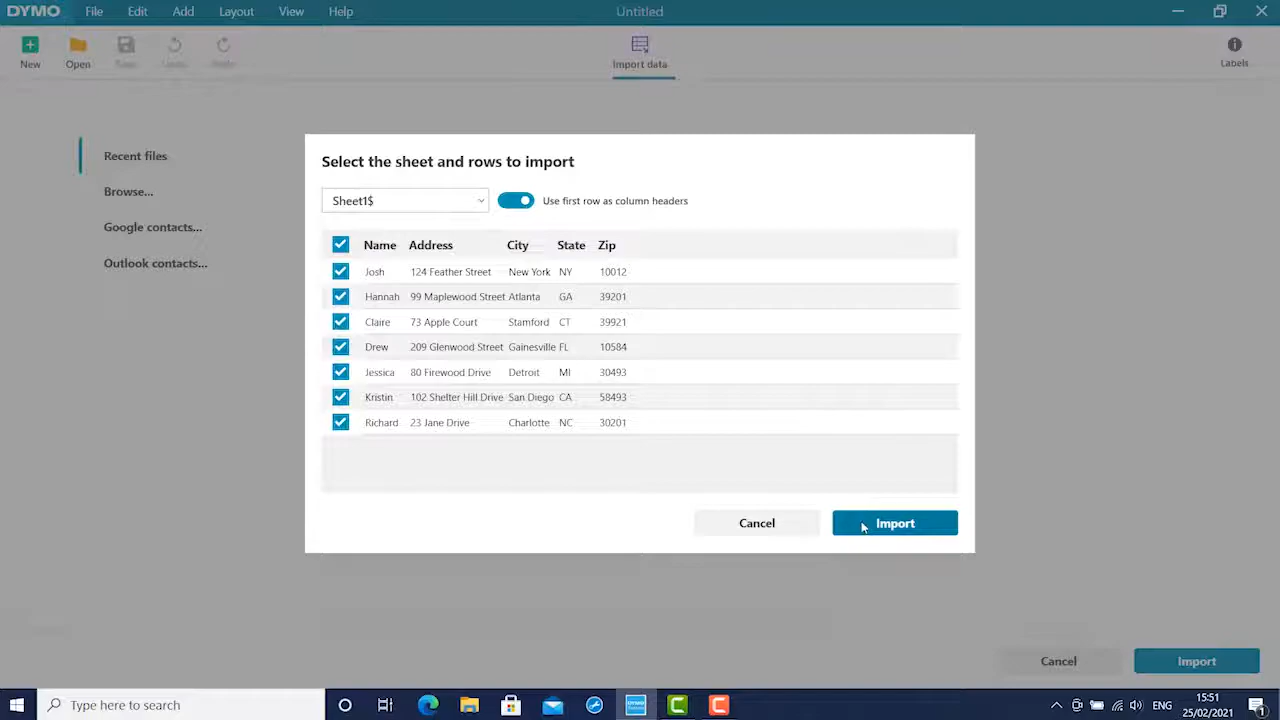 DYMO File Edit Add Layout View Help Untitled
New Open Import data Labels
Recent files
Browse...
Google contacts...
Outlook contacts...
Select the sheet and rows to import
Sheet1$ Use first row as column headers
Name Address City State Zip
Josh 124 Feather Street New York NY 10012
Hannah 99 Maplewood Street Atlanta GA 39201
Claire 73 Apple Court Stamford CT 39921
Drew 209 Glenwood Street Gainesville FL 10584
Jessica 80 Firewood Drive Detroit MI 30493
Kristin 102 Shelter Hill Drive San Diego CA 58493
Richard 23 Jane Drive Charlotte NC 30201
Cancel Import
Cancel Import
Type here to search
ENG
15:51
25/02/2021